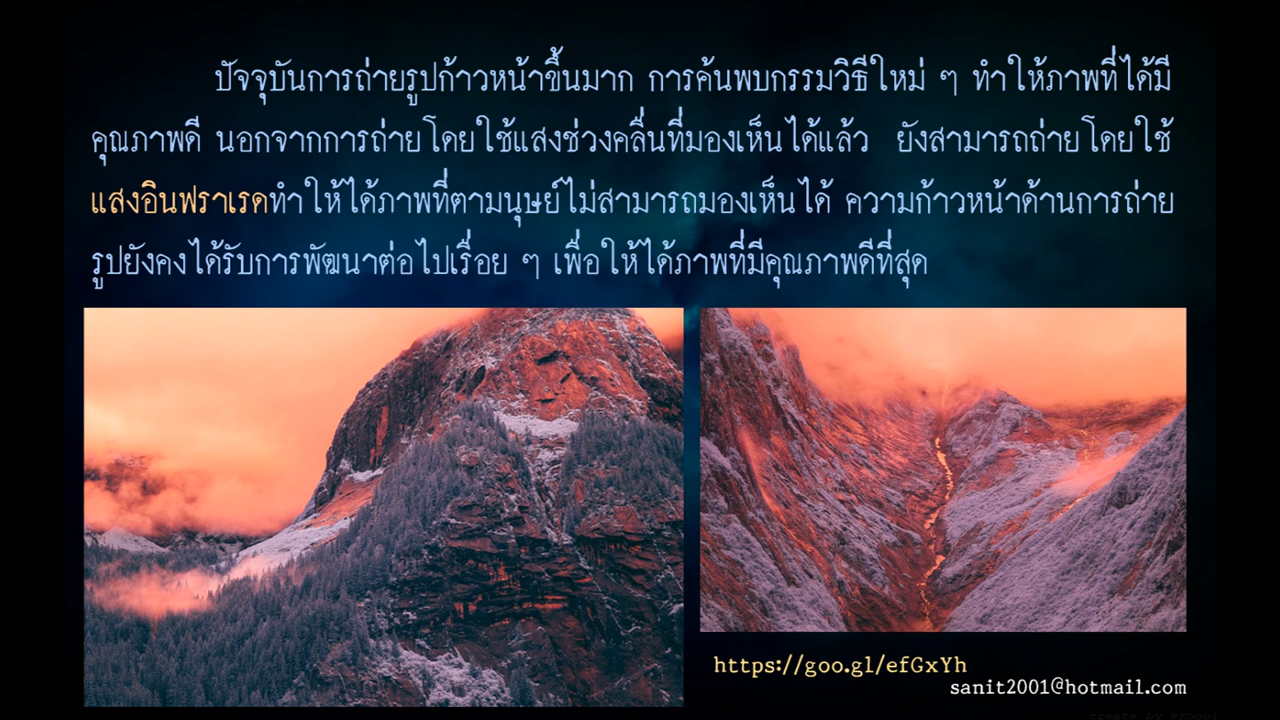 ปัจจุบันการถ่ายรูปก้าวหน้าขึ้นมาก การค้นพบกรรมวิธีใหม่ ๆ ทำให้ภาพที่ได้มี
คุณภาพดี นอกจากการถ่ายโดยใช้แสงช่วงคลื่นที่มองเห็นได้แล้ว ยังสามารถถ่ายโดยใช้
แสงอินฟราเรดทำให้ได้ภาพที่ตามนุษย์ไม่สามารถมองเห็นได้ ความก้าวหน้าด้านการถ่าย
รูปยังคงได้รับการพัฒนาต่อไปเรื่อย ๆ เพื่อให้ได้ภาพที่มีคุณภาพดีที่สุด
https://goo.gl/efGxYh
sanit2001@hotmail.com